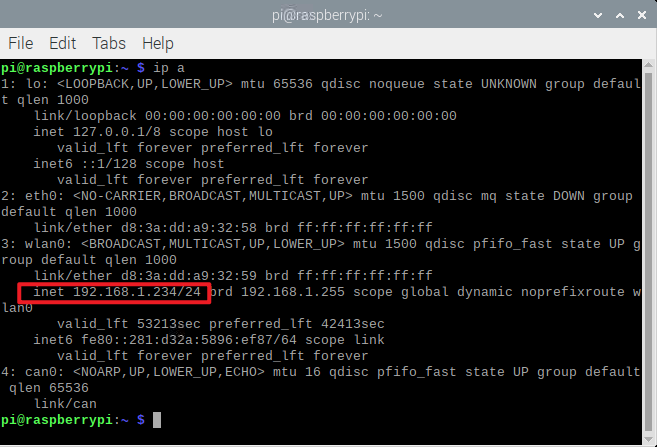 pi@raspberrypi: ~
File Edit Tabs Help
pi@raspberrypi:~ $ ip a
1: lo: <LOOPBACK,UP,LOWER_UP> mtu 65536 qdisc noqueue state UNKNOWN group defaul
t qlen 1000
    link/loopback 00:00:00:00:00:00 brd 00:00:00:00:00:00
    inet 127.0.0.1/8 scope host lo
       valid_lft forever preferred_lft forever
    inet6 ::1/128 scope host
       valid_lft forever preferred_lft forever
2: eth0: <NO-CARRIER,BROADCAST,MULTICAST,UP> mtu 1500 qdisc mq state DOWN group
default qlen 1000
    link/ether d8:3a:dd:a9:32:58 brd ff:ff:ff:ff:ff:ff
3: wlan0: <BROADCAST,MULTICAST,UP,LOWER_UP> mtu 1500 qdisc pfifo_fast state UP g
roup default qlen 1000
    link/ether d8:3a:dd:a9:32:59 brd ff:ff:ff:ff:ff:ff
    inet 192.168.1.234/24 brd 192.168.1.255 scope global dynamic noprefixroute w
lan0
       valid_lft 53213sec preferred_lft 42413sec
    inet6 fe80::281:d32a:5896:ef87/64 scope link
       valid_lft forever preferred_lft forever
4: can0: <NOARP,UP,LOWER_UP,ECHO> mtu 16 qdisc pfifo_fast state UP group default
 qlen 65536
    link/can
pi@raspberrypi:~ $